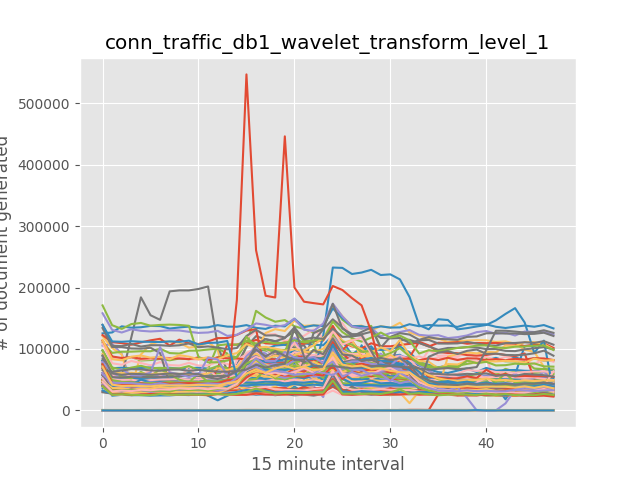 conn_traffic_db1_wavelet_transform_level_1
# of document generated
500000
400000
300000
200000
100000
0
0 10 20 30 40
15 minute interval